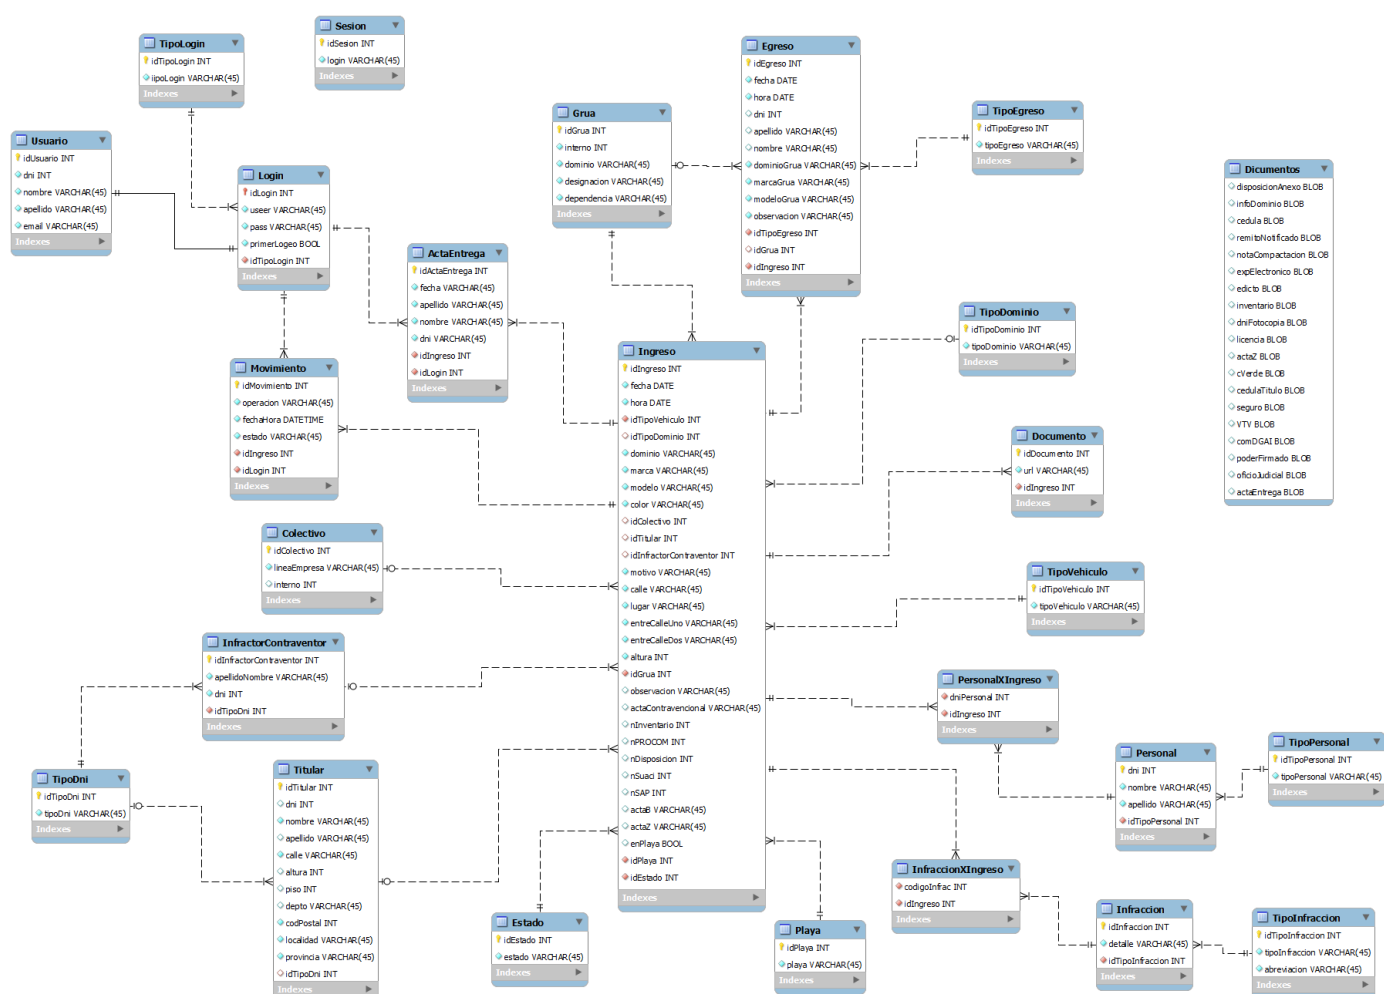 TipoLogin
idTipoLogin INT
iipoLogin VARCHAR(45)
Indexes
Sesion
idSesion INT
login VARCHAR(45)
Indexes
Usuario
idUsuario INT
dni INT
nombre VARCHAR(45)
apellido VARCHAR(45)
email VARCHAR(45)
Indexes
Login
idLogin INT
useer VARCHAR(45)
pass VARCHAR(45)
primerLogeo BOOL
idTipoLogin INT
Indexes
ActaEntrega
idActaEntrega INT
fecha VARCHAR(45)
apellido VARCHAR(45)
nombre VARCHAR(45)
dni VARCHAR(45)
idIngreso INT
idLogin INT
Indexes
Movimiento
idMovimiento INT
operacion VARCHAR(45)
fechaHora DATETIME
estado VARCHAR(45)
idIngreso INT
idLogin INT
Indexes
Grua
idGrua INT
interno INT
dominio VARCHAR(45)
designacion VARCHAR(45)
dependencia VARCHAR(45)
Indexes
Egreso
idEgreso INT
fecha DATE
hora DATE
dni INT
apellido VARCHAR(45)
nombre VARCHAR(45)
dominioGrua VARCHAR(45)
marcaGrua VARCHAR(45)
modeloGrua VARCHAR(45)
observacion VARCHAR(45)
idTipoEgreso INT
idGrua INT
idIngreso INT
Indexes
TipoEgreso
idTipoEgreso INT
tipoEgreso VARCHAR(45)
Indexes
Dicumentos
disposicionAnexo BLOB
infoDominio BLOB
cedula BLOB
remitoNotificado BLOB
notaCompactacion BLOB
expElectronico BLOB
edicto BLOB
inventario BLOB
dniFotocopia BLOB
licencia BLOB
actaZ BLOB
cVerde BLOB
cedulaTitulo BLOB
seguro BLOB
VTV BLOB
comDGAI BLOB
poderFirmado BLOB
oficioJudicial BLOB
actaEntrega BLOB
Indexes
TipoDominio
idTipoDominio INT
tipoDominio VARCHAR(45)
Indexes
Ingreso
idIngreso INT
fecha DATE
hora DATE
idTipoVehiculo INT
idTipoDominio INT
dominio VARCHAR(45)
marca VARCHAR(45)
modelo VARCHAR(45)
color VARCHAR(45)
idColectivo INT
idTitular INT
idInfractorContraventor INT
motivo VARCHAR(45)
calle VARCHAR(45)
lugar VARCHAR(45)
entreCalleUno VARCHAR(45)
entreCalleDos VARCHAR(45)
altura INT
idGrua INT
observacion VARCHAR(45)
actaContravencional VARCHAR(45)
nInventario INT
nPROCOM INT
nDisposicion INT
nSuaci INT
nSAP INT
actaB VARCHAR(45)
actaZ VARCHAR(45)
enPlaya BOOL
idPlaya INT
idEstado INT
Indexes
Documento
idDocumento INT
url VARCHAR(45)
idIngreso INT
Indexes
Colectivo
idColectivo INT
lineaEmpresa VARCHAR(45)
interno INT
Indexes
TipoVehiculo
idTipoVehiculo INT
tipoVehiculo VARCHAR(45)
Indexes
InfractorContraventor
idInfractorContraventor INT
apellidoNombre VARCHAR(45)
dni INT
idTipoDni INT
Indexes
PersonalXIngreso
dniPersonal INT
idIngreso INT
Indexes
Personal
dni INT
nombre VARCHAR(45)
apellido VARCHAR(45)
idTipoPersonal INT
Indexes
TipoPersonal
idTipoPersonal INT
tipoPersonal VARCHAR(45)
Indexes
TipoDni
idTipoDni INT
tipoDni VARCHAR(45)
Indexes
Titular
idTitular INT
dni INT
nombre VARCHAR(45)
apellido VARCHAR(45)
calle VARCHAR(45)
altura INT
piso INT
depto VARCHAR(45)
codPostal INT
localidad VARCHAR(45)
provincia VARCHAR(45)
idTipoDni INT
Indexes
Estado
idEstado INT
estado VARCHAR(45)
Indexes
Playa
idPlaya INT
playa VARCHAR(45)
Indexes
InfraccionXIngreso
codigoInfrac INT
idIngreso INT
Indexes
Infraccion
idInfraccion INT
detalle VARCHAR(45)
idTipoInfraccion INT
Indexes
TipoInfraccion
idTipoInfraccion INT
tipoInfraccion VARCHAR(45)
abreviacion VARCHAR(45)
Indexes